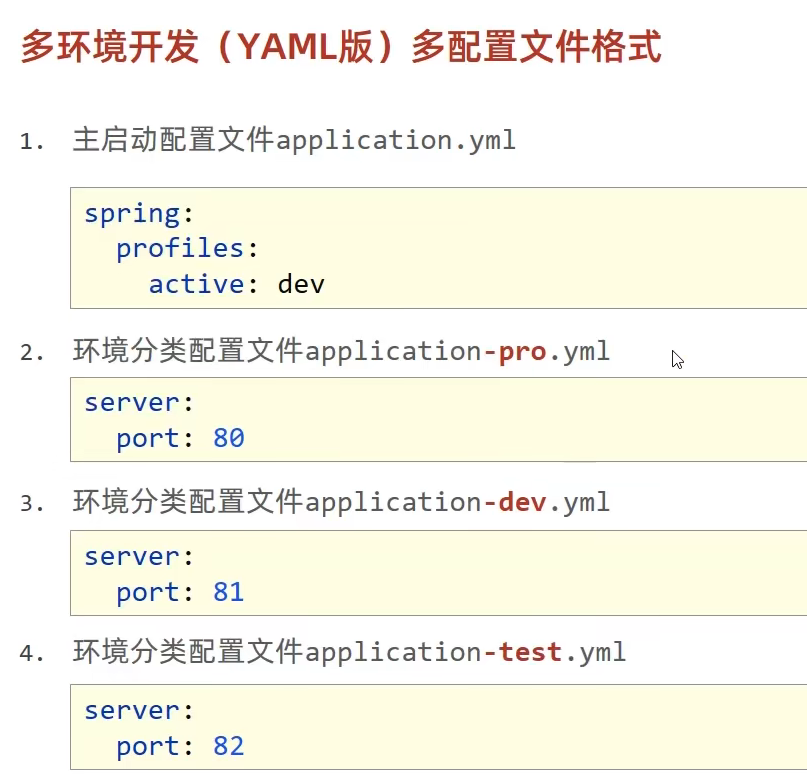 多环境开发（YAML版）多配置文件格式
1. 主启动配置文件application.yml
spring:
  profiles:
    active: dev
2. 环境分类配置文件application-pro.yml
server:
  port: 80
3. 环境分类配置文件application-dev.yml
server:
  port: 81
4. 环境分类配置文件application-test.yml
server:
  port: 82